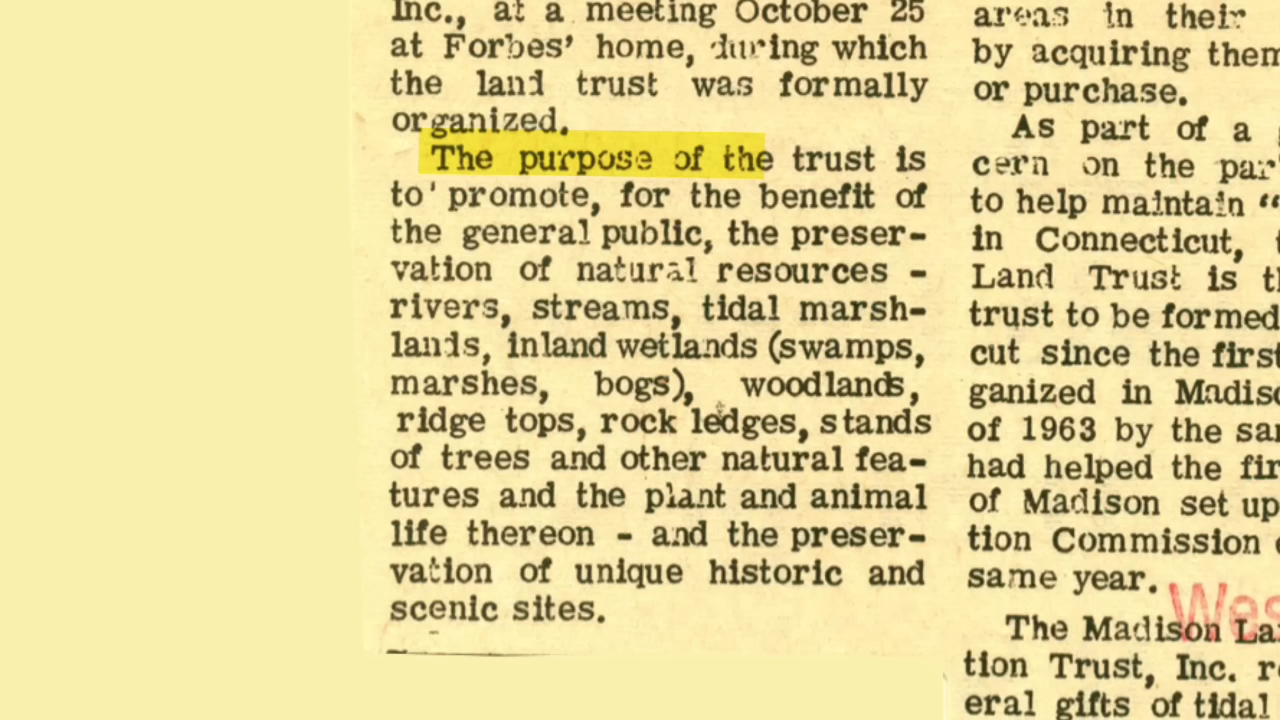 Inc., at a meeting October 25
at Forbes' home, during which
the land trust was formally
organized.
The purpose of the trust is
to' promote, for the benefit of
the general public, the preser-
vation of natural resources -
rivers, streams, tidal marsh-
lands, inland wetlands (swamps,
marshes, bogs), woodlands,
ridge tops, rock ledges, stands
of trees and other natural fea-
tures and the plant and animal
life thereon - and the preser-
vation of unique historic and
scenic sites.
areas in their
by acquiring them
or purchase.
As part of a
cern on the par
to help maintain "
in Connecticut,
Land Trust is
trust to be formed
cut since the first
ganized in Madiso
of 1963 by the sa
had helped the fir
of Madison set up
tion Commission
same year.
Wes
The Madison La
tion Trust, Inc. re
eral gifts of tidal